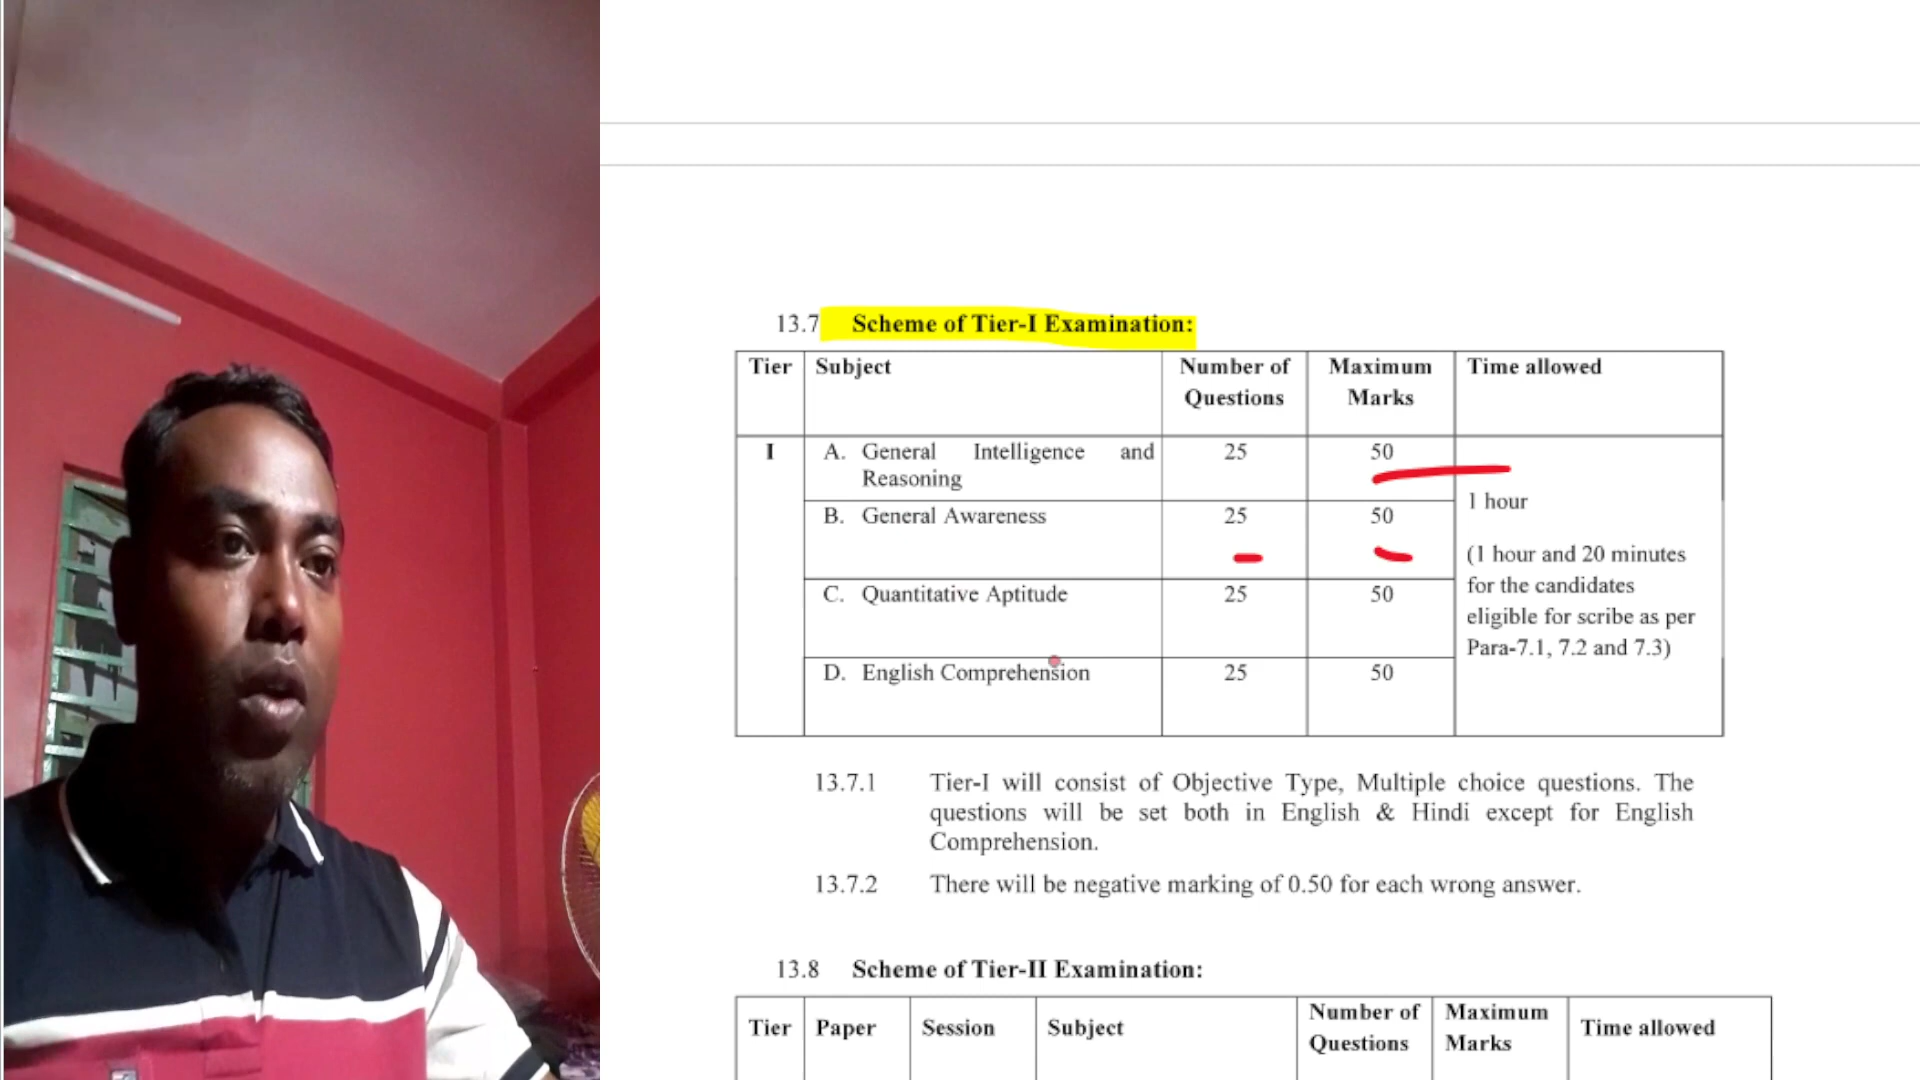 13.7 Scheme of Tier-I Examination:
Tier Subject Number of Questions Maximum Marks Time allowed
I A. General Intelligence and Reasoning 25 50
B. General Awareness 25 50
C. Quantitative Aptitude 25 50
D. English Comprehension 25 50
1 hour
(1 hour and 20 minutes
for the candidates
eligible for scribe as per
Para-7.1, 7.2 and 7.3)
13.7.1 Tier-I will consist of Objective Type, Multiple choice questions. The
questions will be set both in English & Hindi except for English
Comprehension.
13.7.2 There will be negative marking of 0.50 for each wrong answer.
13.8 Scheme of Tier-II Examination:
Tier Paper Session Subject Number of Questions Maximum Marks Time allowed